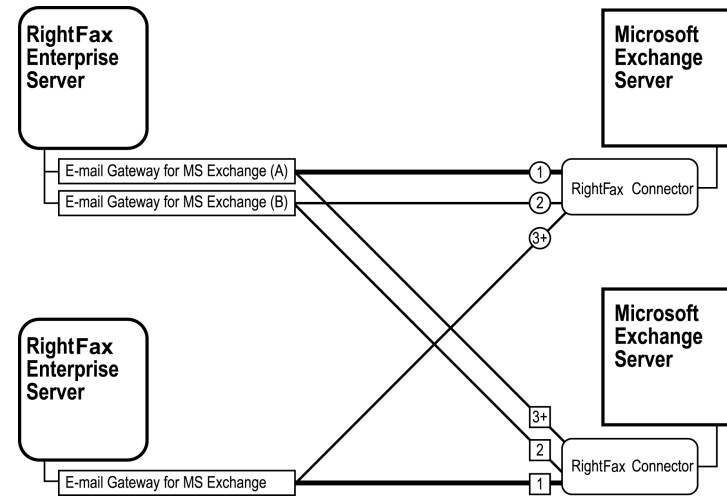 RightFax
Enterprise
Server
Microsoft
Exchange
Server
E-mail Gateway for MS Exchange (A)
1
E-mail Gateway for MS Exchange (B)
2
RightFax Connector
3+
RightFax
Enterprise
Server
Microsoft
Exchange
Server
3+
2
RightFax Connector
E-mail Gateway for MS Exchange
1